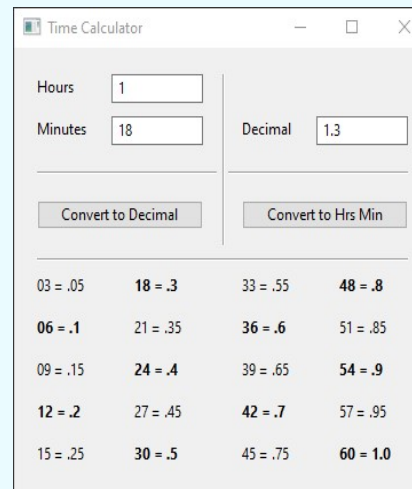 Time Calculator
Hours 1
Minutes 18 Decimal 1.3
Convert to Decimal Convert to Hrs Min
03 = .05 18 = .3 33 = .55 48 = .8
06 = .1 21 = .35 36 = .6 51 = .85
09 = .15 24 = .4 39 = .65 54 = .9
12 = .2 27 = .45 42 = .7 57 = .95
15 = .25 30 = .5 45 = .75 60 = 1.0